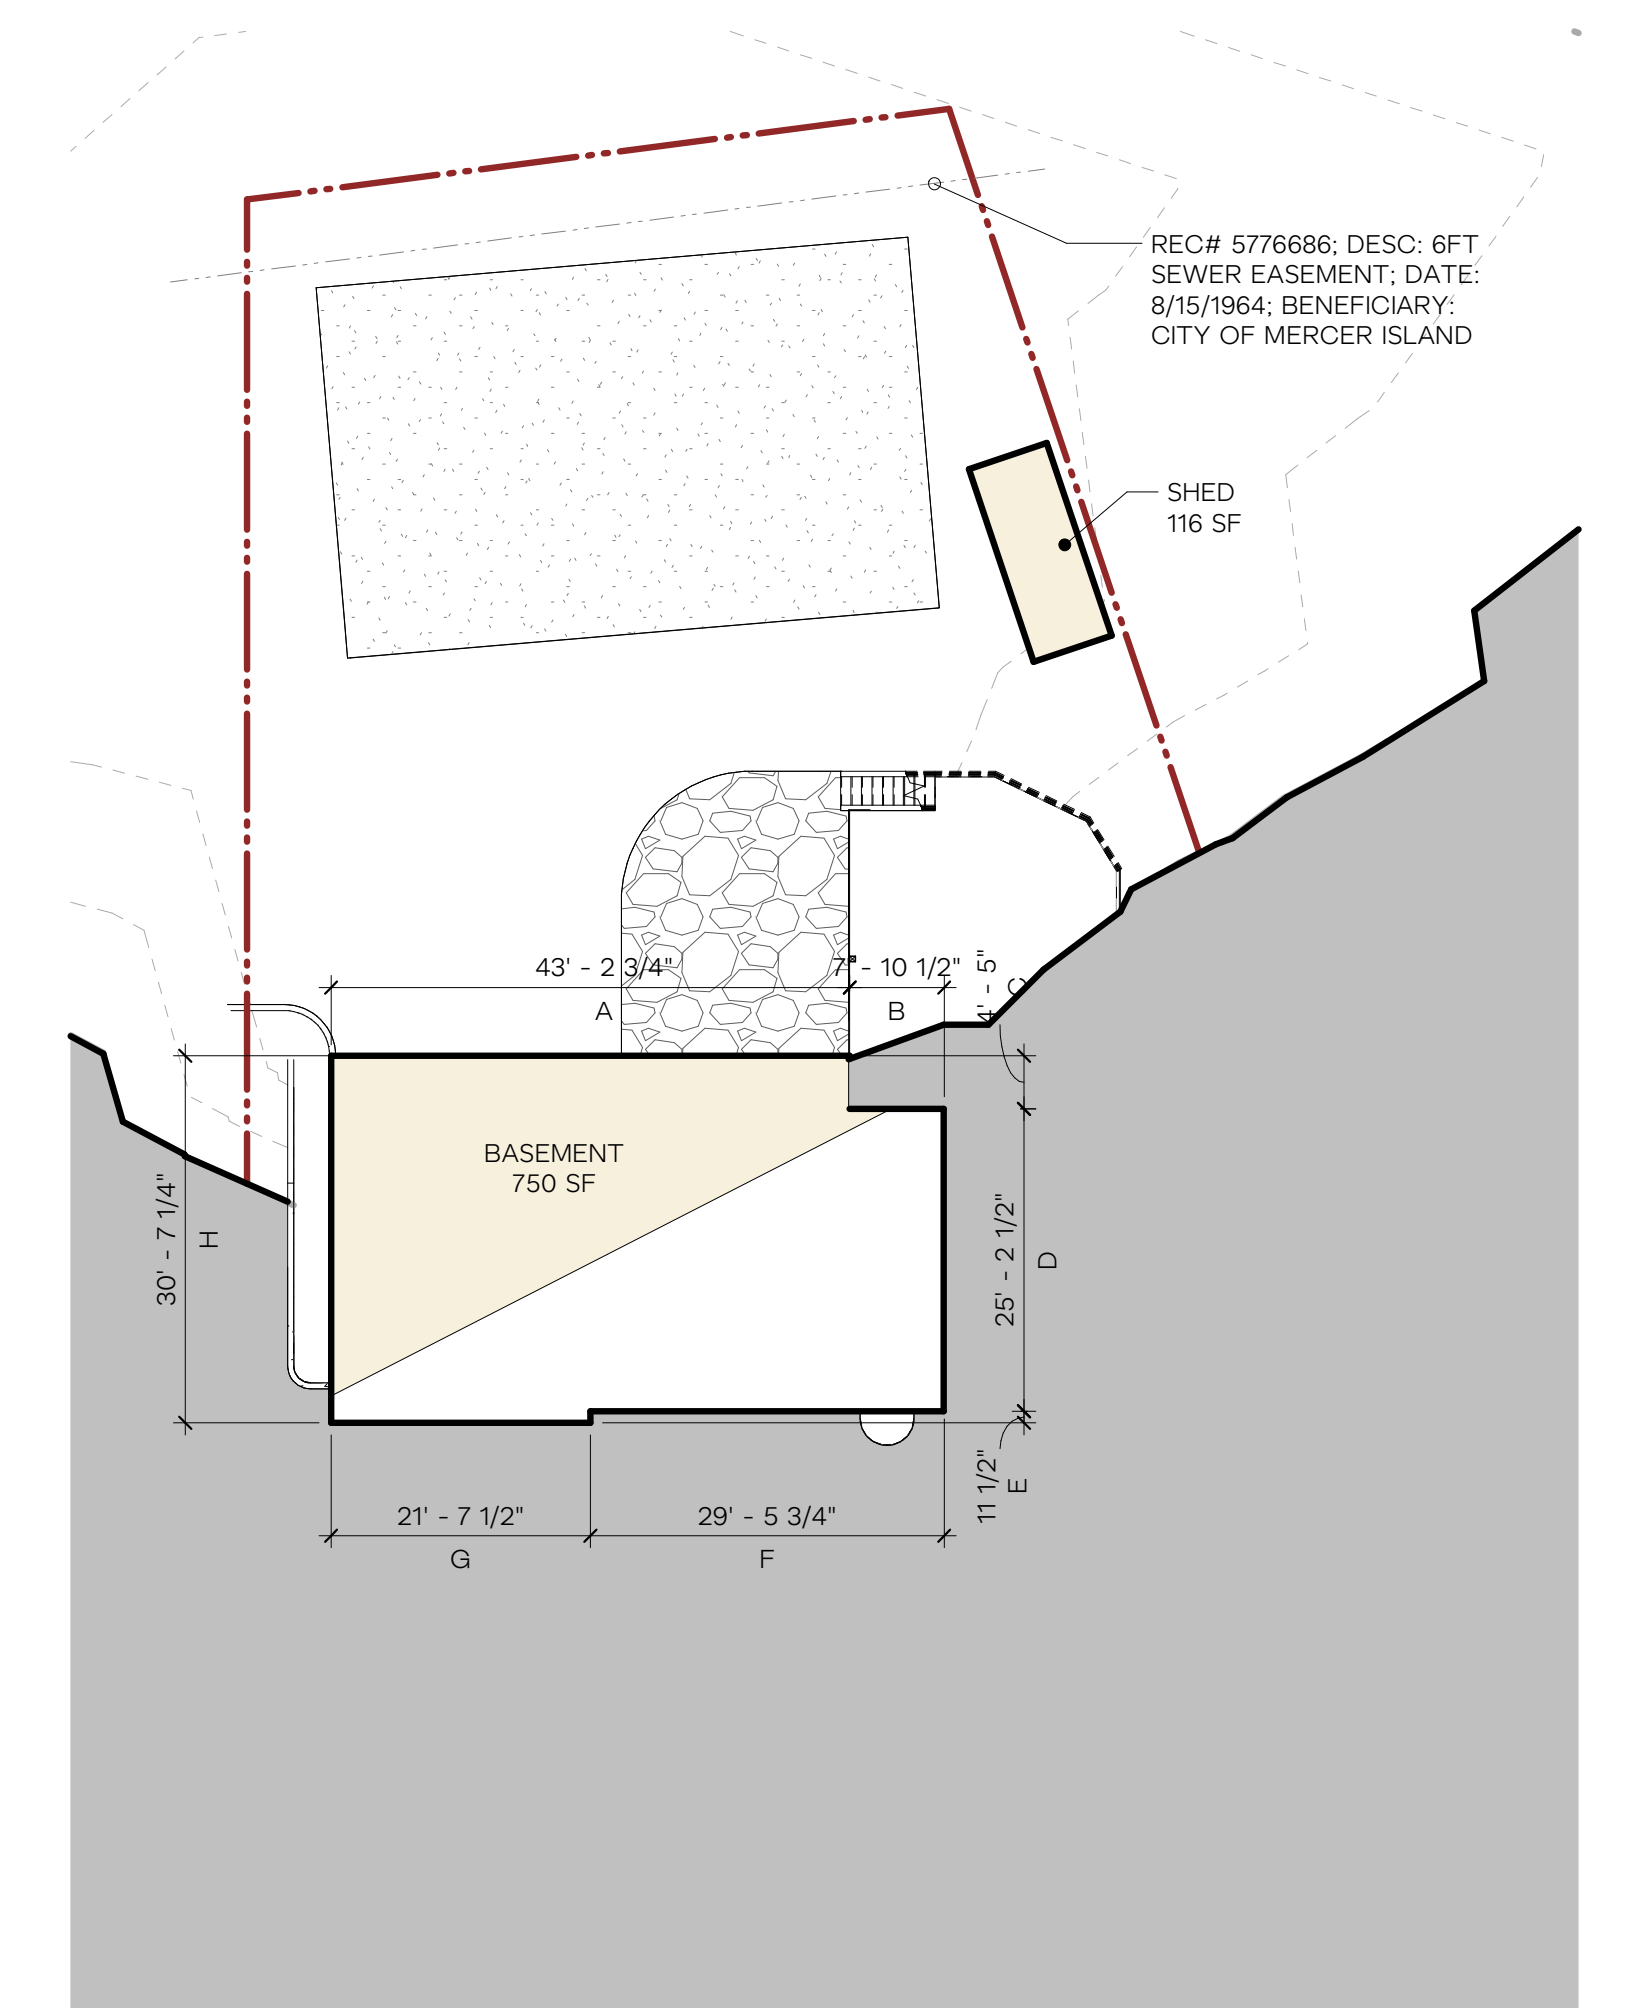 REC# 5776686; DESC: 6FT
SEWER EASEMENT; DATE:
8/15/1964; BENEFICIARY:
CITY OF MERCER ISLAND
SHED
116 SF
43' - 2 3/4"
A
7' - 10 1/2"
B
4' - 5"
C
BASEMENT
750 SF
30' - 7 1/4"
H
25' - 2 1/2"
D
11 1/2"
E
21' - 7 1/2"
G
29' - 5 3/4"
F